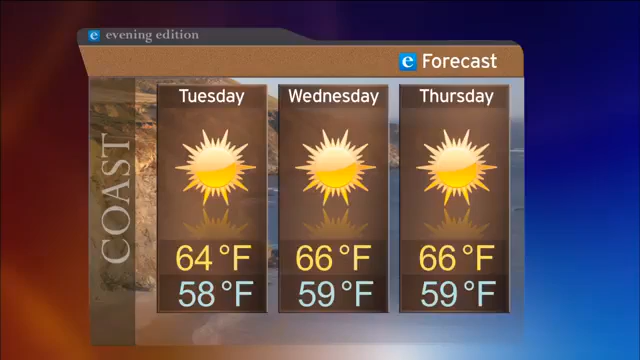 e evening edition
e Forecast
COAST
Tuesday Wednesday Thursday
64°F 66°F 66°F
58°F 59°F 59°F